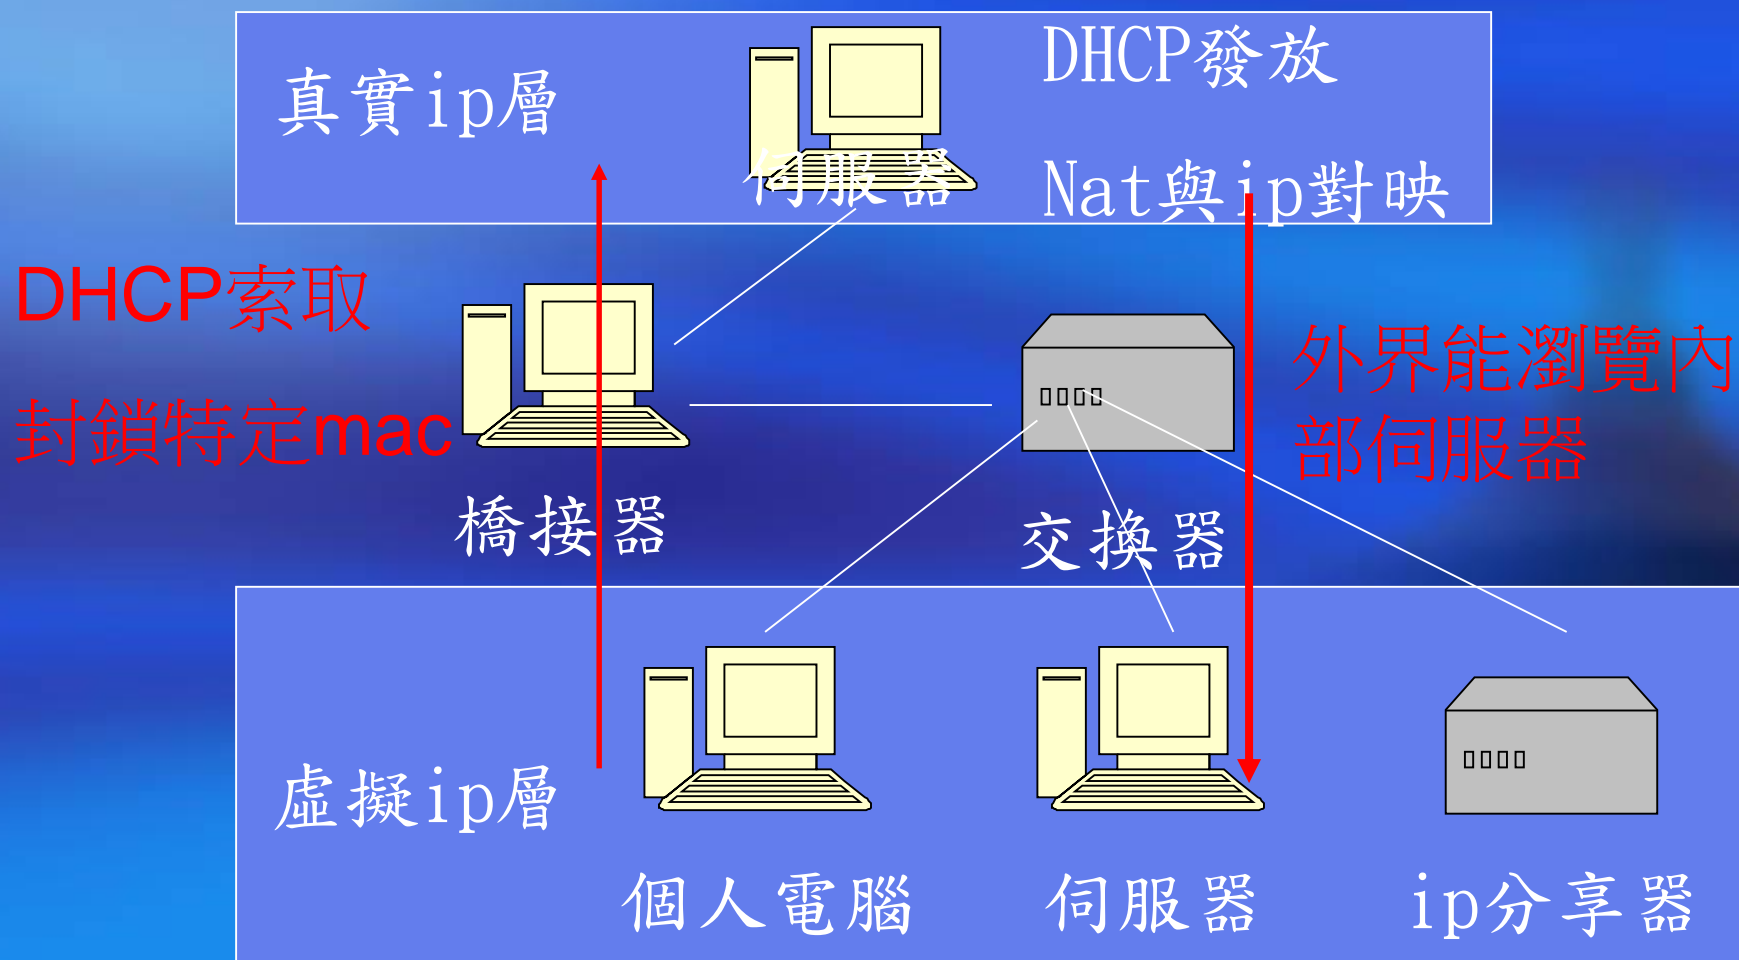 真實ip層
伺服器
DHCP發放
Nat與ip對映
DHCP索取
封鎖特定mac
橋接器
交換器
外界能瀏覽內
部伺服器
虛擬ip層
個人電腦
伺服器
ip分享器